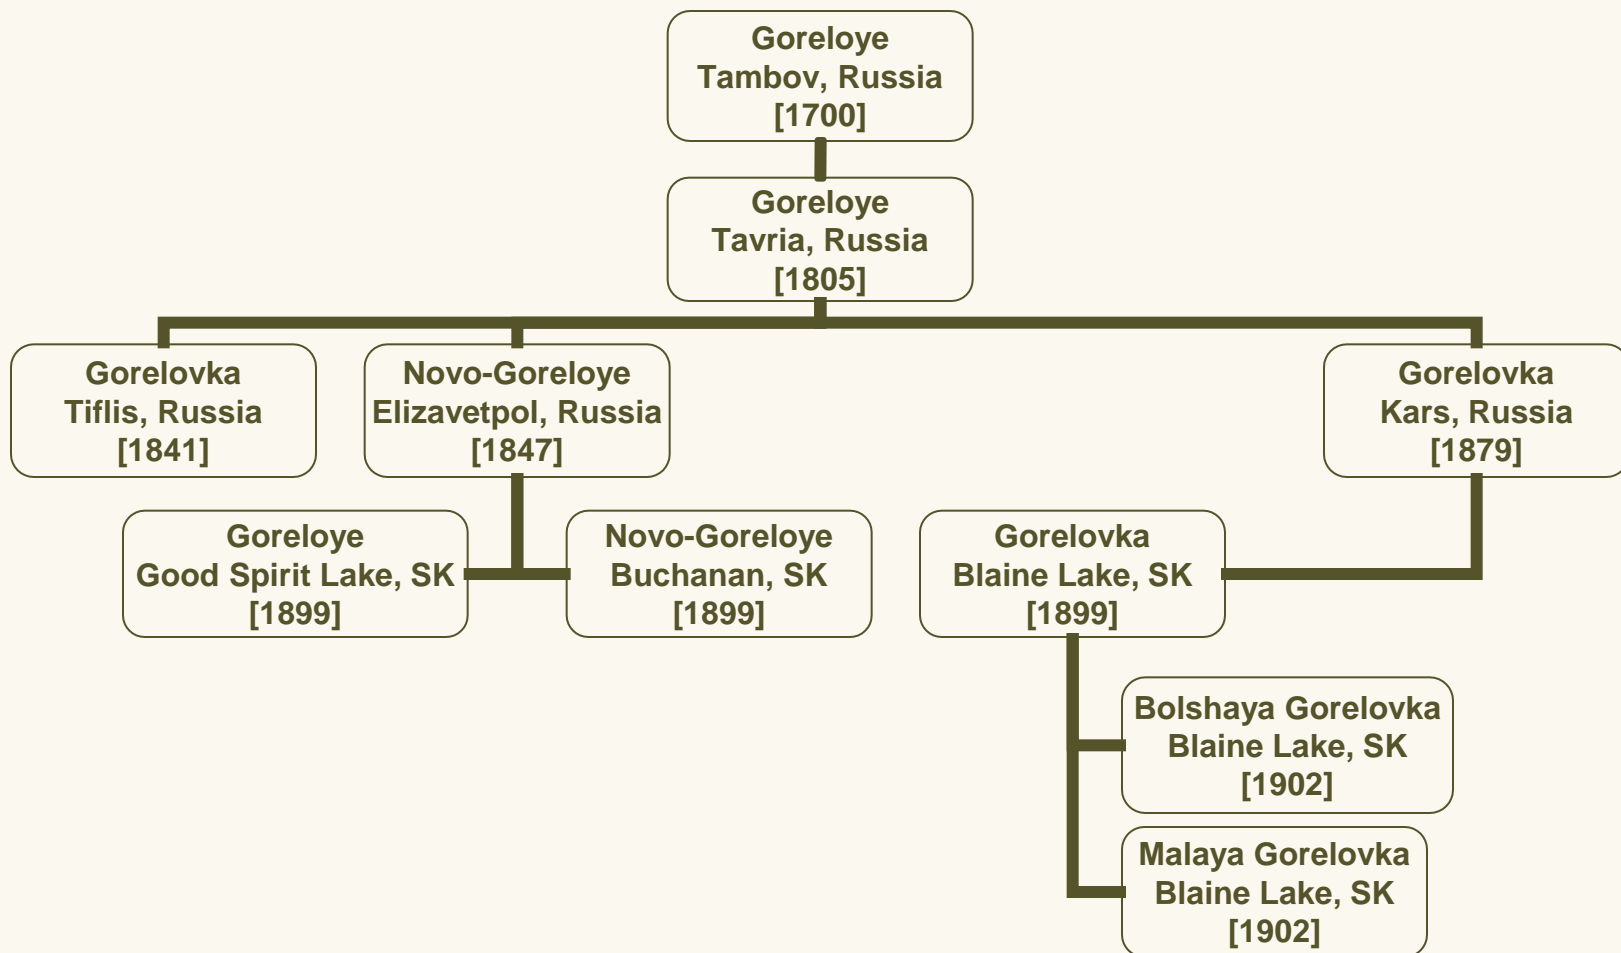 Goreloye
Tambov, Russia
[1700]
Goreloye
Tavria, Russia
[1805]
Gorelovka
Tiflis, Russia
[1841]
Novo-Goreloye
Elizavetpol, Russia
[1847]
Gorelovka
Kars, Russia
[1879]
Goreloye
Good Spirit Lake, SK
[1899]
Novo-Goreloye
Buchanan, SK
[1899]
Gorelovka
Blaine Lake, SK
[1899]
Bolshaya Gorelovka
Blaine Lake, SK
[1902]
Malaya Gorelovka
Blaine Lake, SK
[1902]